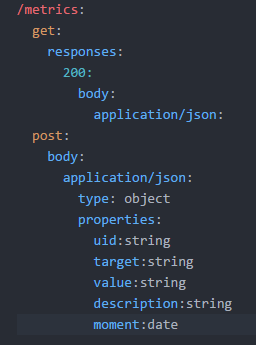 /metrics:
get:
responses:
200:
body:
application/json:
post:
body:
application/json:
type: object
properties:
uid:string
target:string
value:string
description:string
moment:date